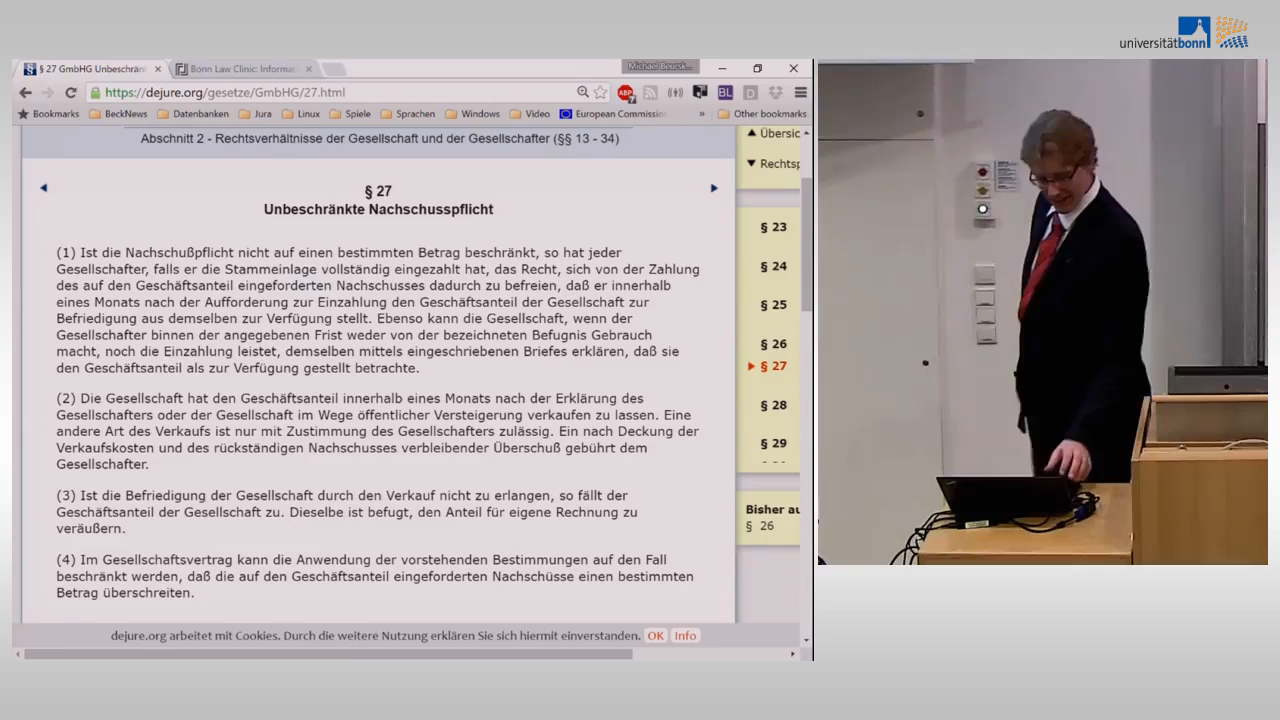 universitätbonn
§ 27 GmbHG Unbeschrän
Bonn Law Clinic: Informat
Michael Beursk...
https://dejure.org/gesetze/GmbHG/27.html
ABP
7
BL
D
Bookmarks
BeckNews
Datenbanken
Jura
Linux
Spiele
Sprachen
Windows
Video
European Commissio
»
Other bookmarks
Abschnitt 2 - Rechtsverhältnisse der Gesellschaft und der Gesellschafter (§§ 13 - 34)
§ 27
Unbeschränkte Nachschusspflicht
(1) Ist die Nachschußpflicht nicht auf einen bestimmten Betrag beschränkt, so hat jeder
Gesellschafter, falls er die Stammeinlage vollständig eingezahlt hat, das Recht, sich von der Zahlung
des auf den Geschäftsanteil eingeforderten Nachschusses dadurch zu befreien, daß er innerhalb
eines Monats nach der Aufforderung zur Einzahlung den Geschäftsanteil der Gesellschaft zur
Befriedigung aus demselben zur Verfügung stellt. Ebenso kann die Gesellschaft, wenn der
Gesellschafter binnen der angegebenen Frist weder von der bezeichneten Befugnis Gebrauch
macht, noch die Einzahlung leistet, demselben mittels eingeschriebenen Briefes erklären, daß sie
den Geschäftsanteil als zur Verfügung gestellt betrachte.
(2) Die Gesellschaft hat den Geschäftsanteil innerhalb eines Monats nach der Erklärung des
Gesellschafters oder der Gesellschaft im Wege öffentlicher Versteigerung verkaufen zu lassen. Eine
andere Art des Verkaufs ist nur mit Zustimmung des Gesellschafters zulässig. Ein nach Deckung der
Verkaufskosten und des rückständigen Nachschusses verbleibender Überschuß gebührt dem
Gesellschafter.
(3) Ist die Befriedigung der Gesellschaft durch den Verkauf nicht zu erlangen, so fällt der
Geschäftsanteil der Gesellschaft zu. Dieselbe ist befugt, den Anteil für eigene Rechnung zu
veräußern.
(4) Im Gesellschaftsvertrag kann die Anwendung der vorstehenden Bestimmungen auf den Fall
beschränkt werden, daß die auf den Geschäftsanteil eingeforderten Nachschüsse einen bestimmten
Betrag überschreiten.
Übersic
Rechtsp
§ 23
§ 24
§ 25
§ 26
§ 27
§ 28
§ 29
Bisher au
§ 26
dejure.org arbeitet mit Cookies. Durch die weitere Nutzung erklären Sie sich hiermit einverstanden. OK Info